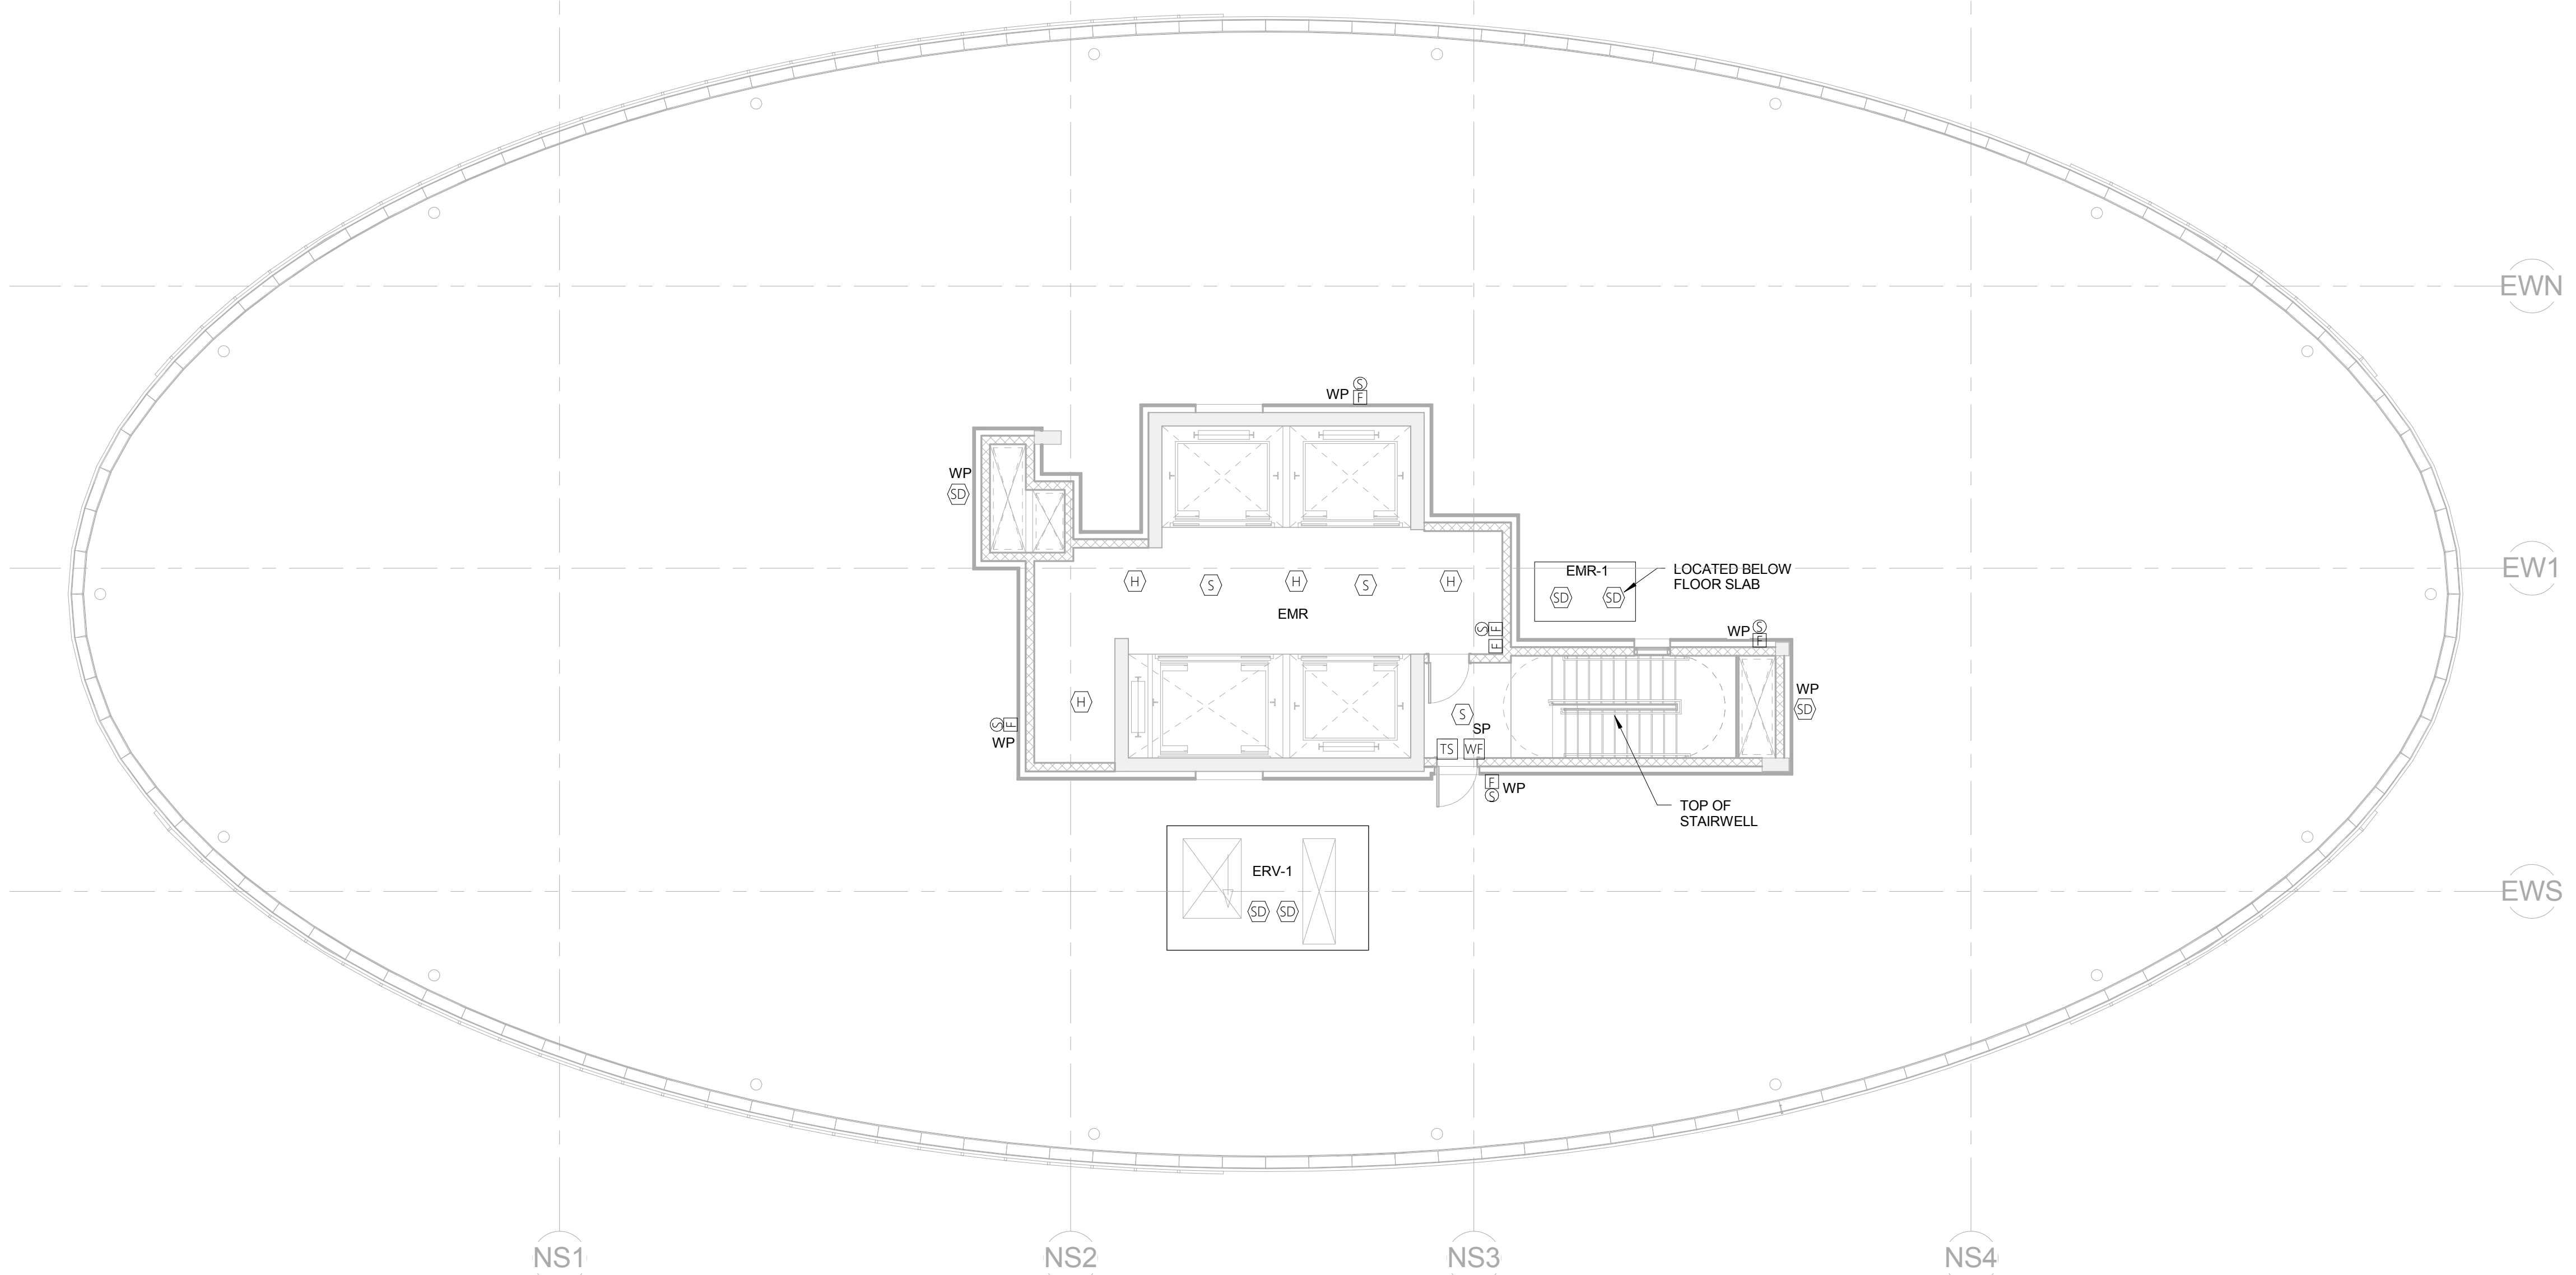 EWN
S
WP F
WP
SD
H S H S H
EMR
EMR-1
SD SD
LOCATED BELOW
FLOOR SLAB
EW1
S F
F
WP S
F
WP
SD
H
S F
WP
S
SP
TS WF
F WP
S
TOP OF
STAIRWELL
ERV-1
SD SD
EWS
NS1 NS2 NS3 NS4